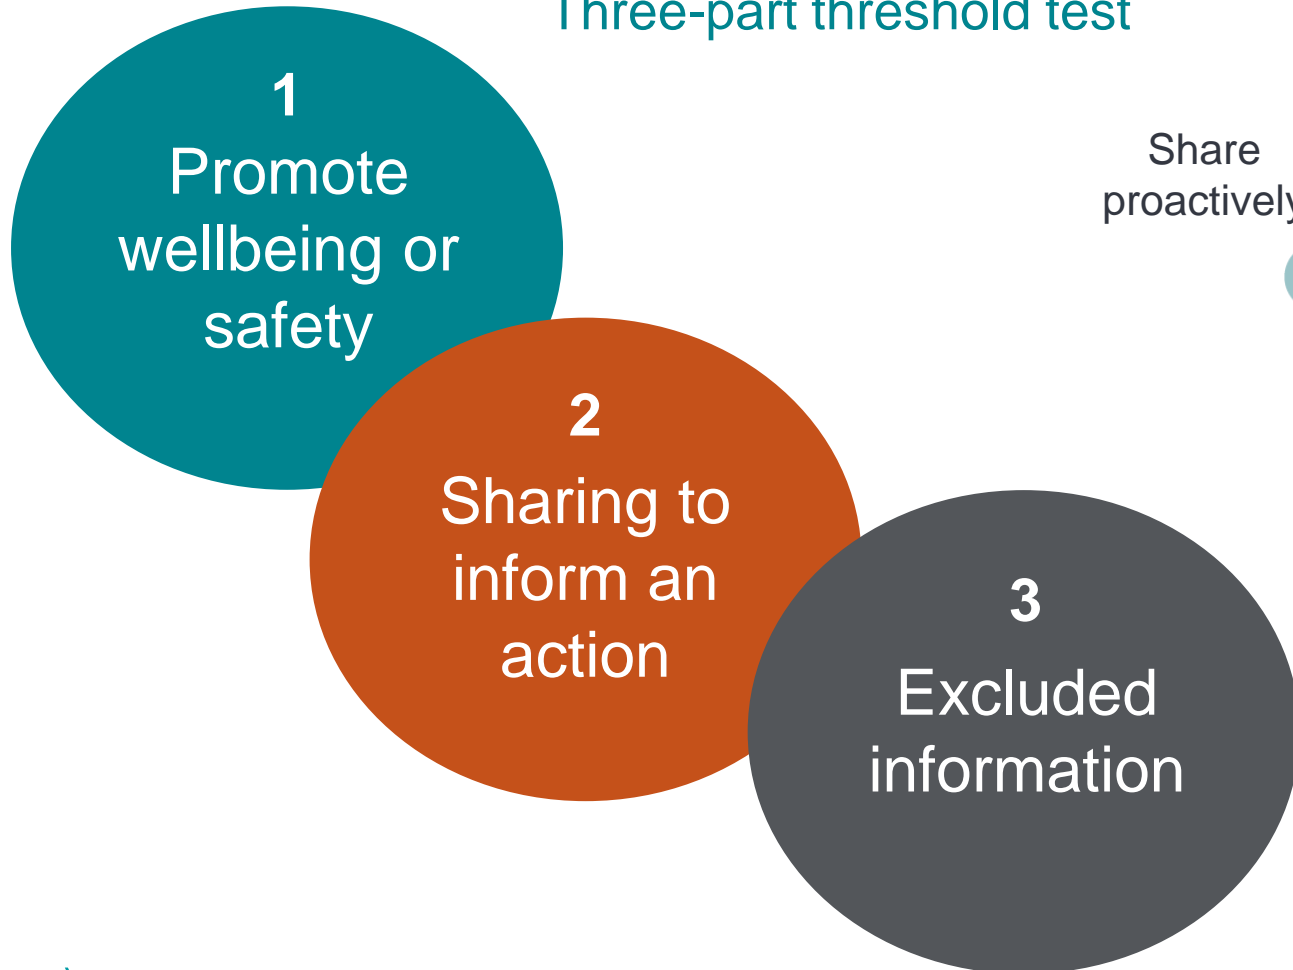 Three-part threshold test
1
Promote
wellbeing or
safety
Share
proactively
2
Sharing to
inform an
action
3
Excluded
information